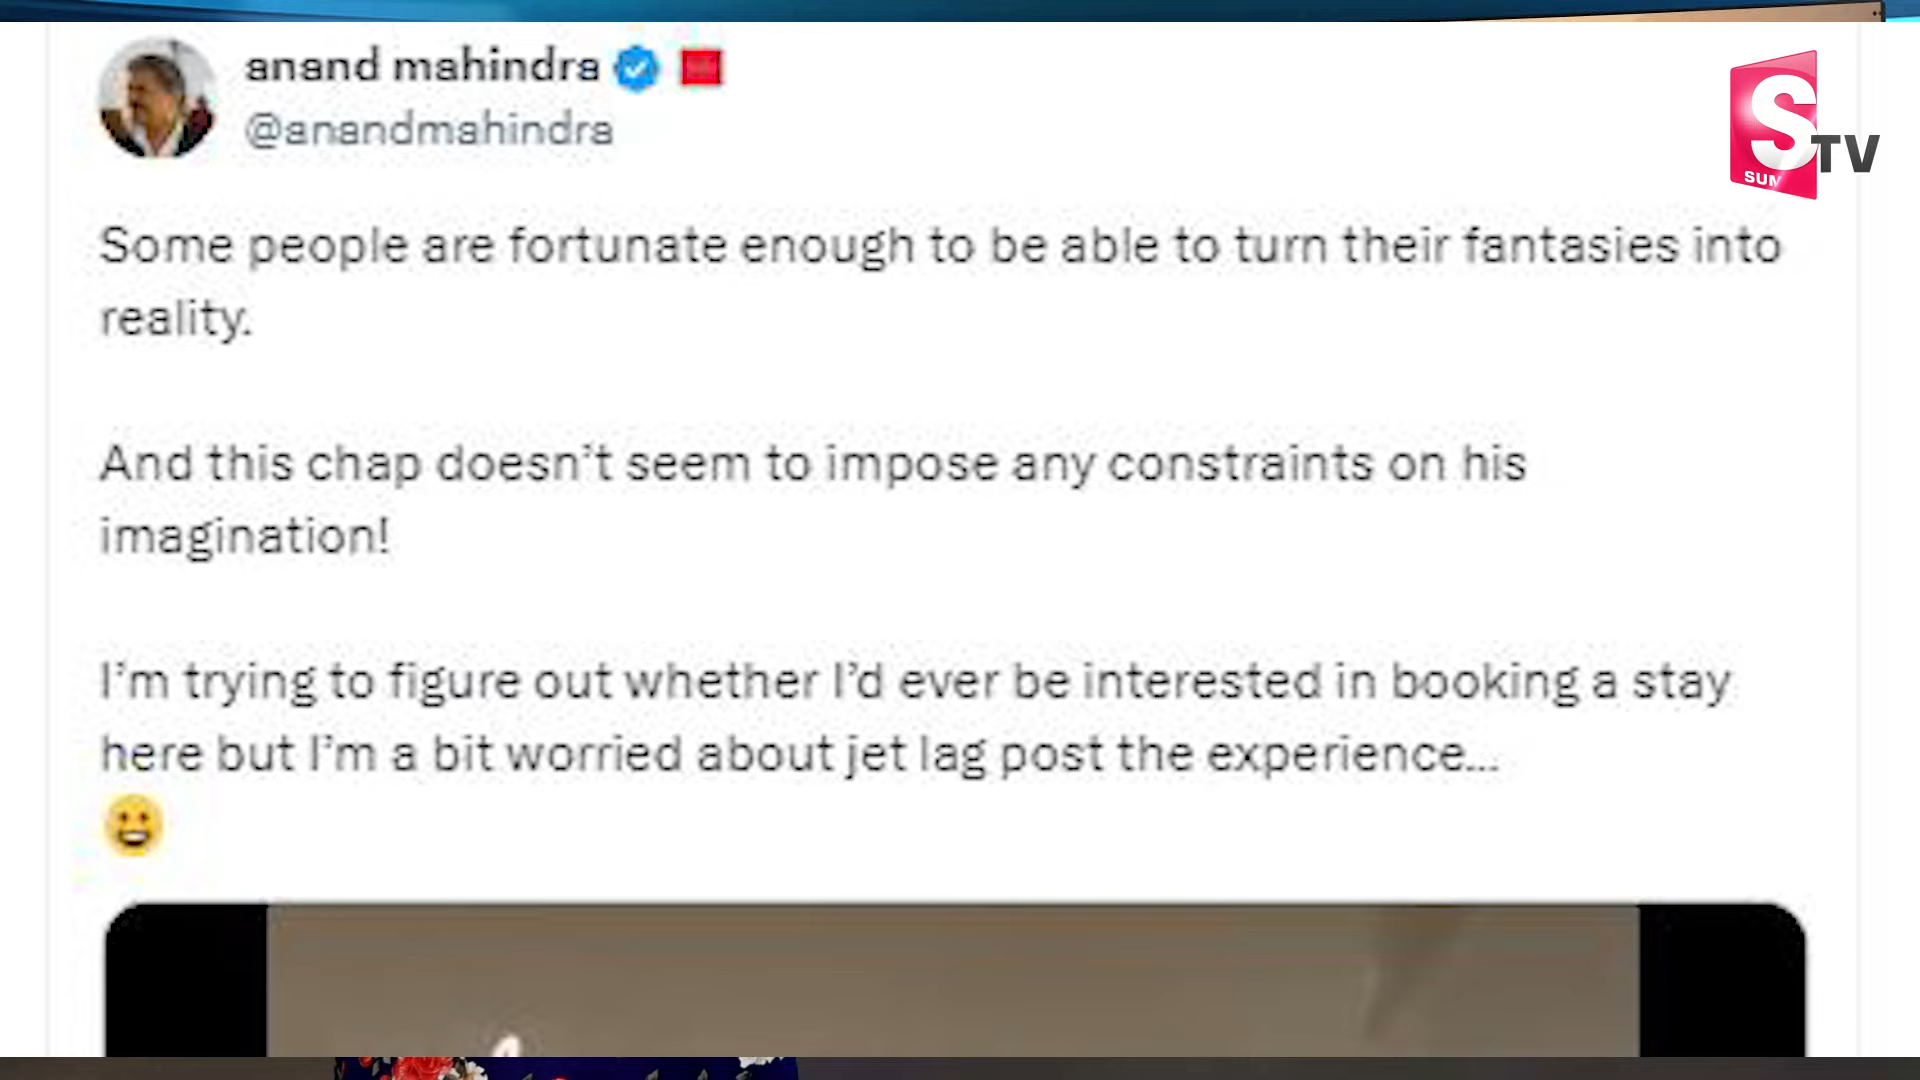 anand mahindra
@anandmahindra
S
SUM
TV
Some people are fortunate enough to be able to turn their fantasies into
reality.
And this chap doesn't seem to impose any constraints on his
imagination!
I'm trying to figure out whether I'd ever be interested in booking a stay
here but I'm a bit worried about jet lag post the experience...